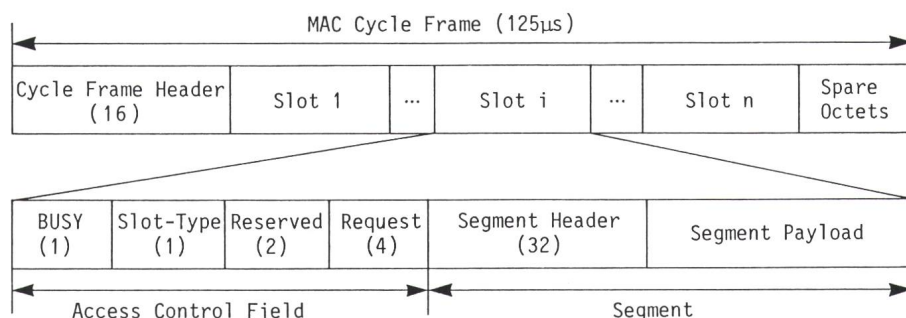 MAC Cycle Frame (125µs)
Cycle Frame Header Slot 1 ... Slot i ... Slot n Spare
(16) Octets
BUSY Slot-Type Reserved Request Segment Header Segment Payload
(1) (1) (2) (4) (32)
Access Control Field Segment